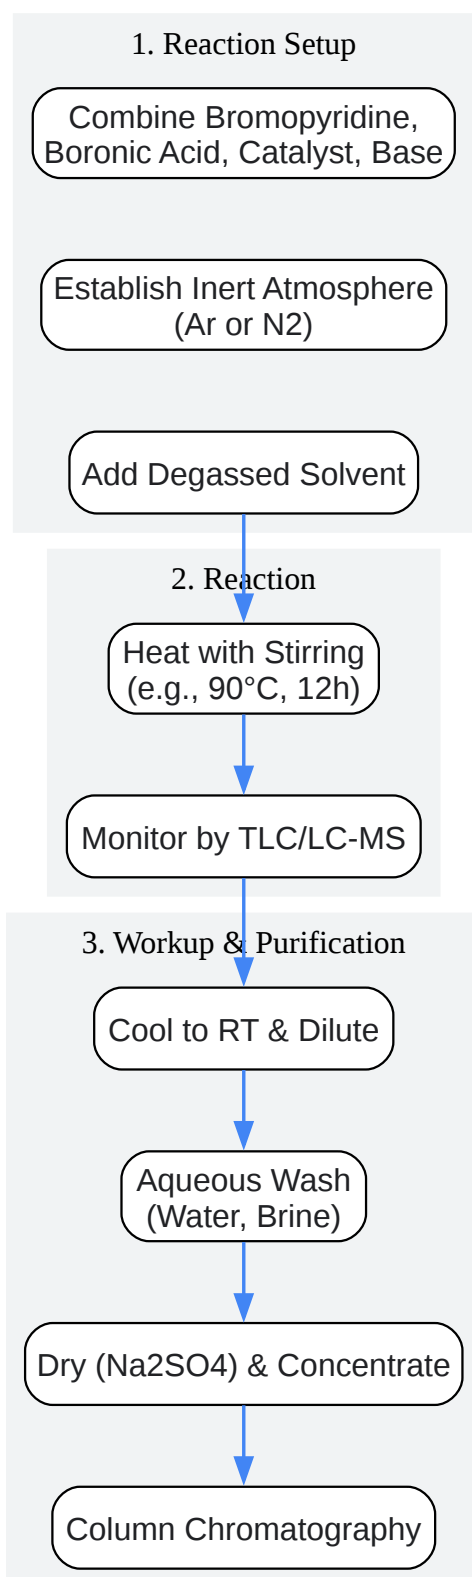 1. Reaction Setup
Combine Bromopyridine,
Boronic Acid, Catalyst, Base
Establish Inert Atmosphere
(Ar or N2)
Add Degassed Solvent
2. Reaction
Heat with Stirring
(e.g., 90°C, 12h)
Monitor by TLC/LC-MS
3. Workup & Purification
Cool to RT & Dilute
Aqueous Wash
(Water, Brine)
Dry (Na2SO4) & Concentrate
Column Chromatography